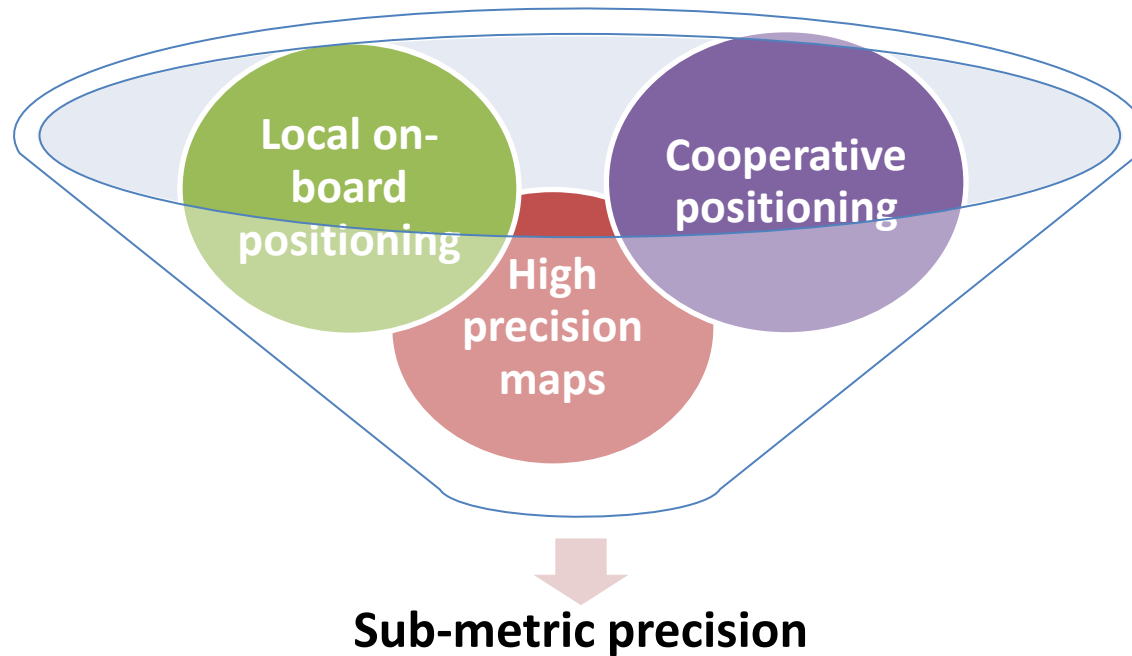 Local on-
board
positioning
Cooperative
positioning
High
precision
maps
Sub-metric precision